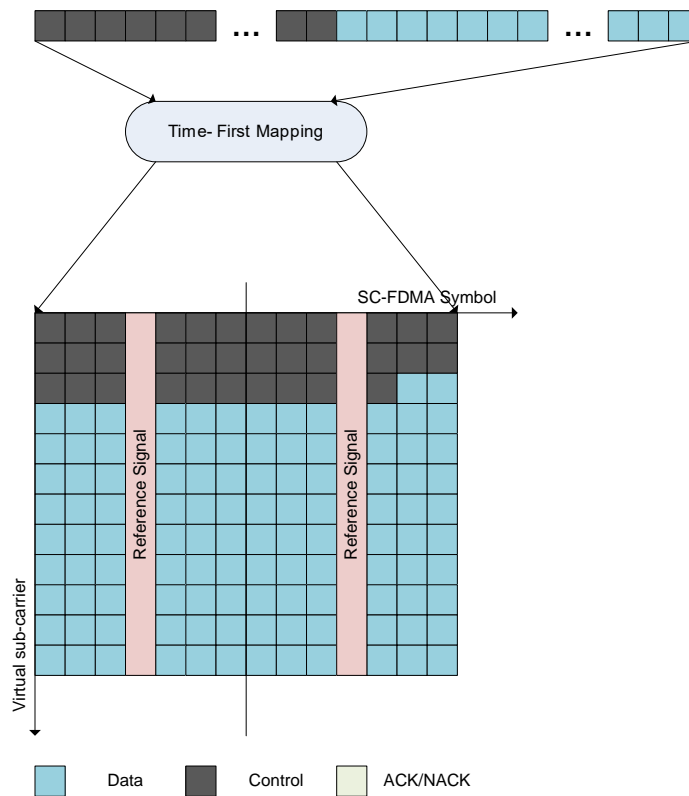 ...
...
Time- First Mapping
SC-FDMA Symbol
Reference Signal
Reference Signal
Virtual sub-carrier
Data
Control
ACK/NACK